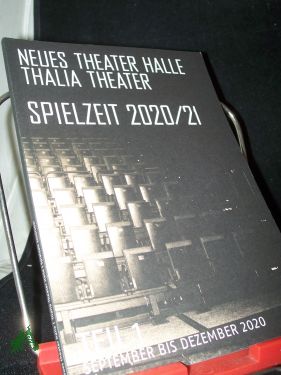 NEUES THEATER HALLE
THALIA THEATER
SPIELZEIT 2020/21
TEIL 1
SEPTEMBER BIS DEZEMBER 2020